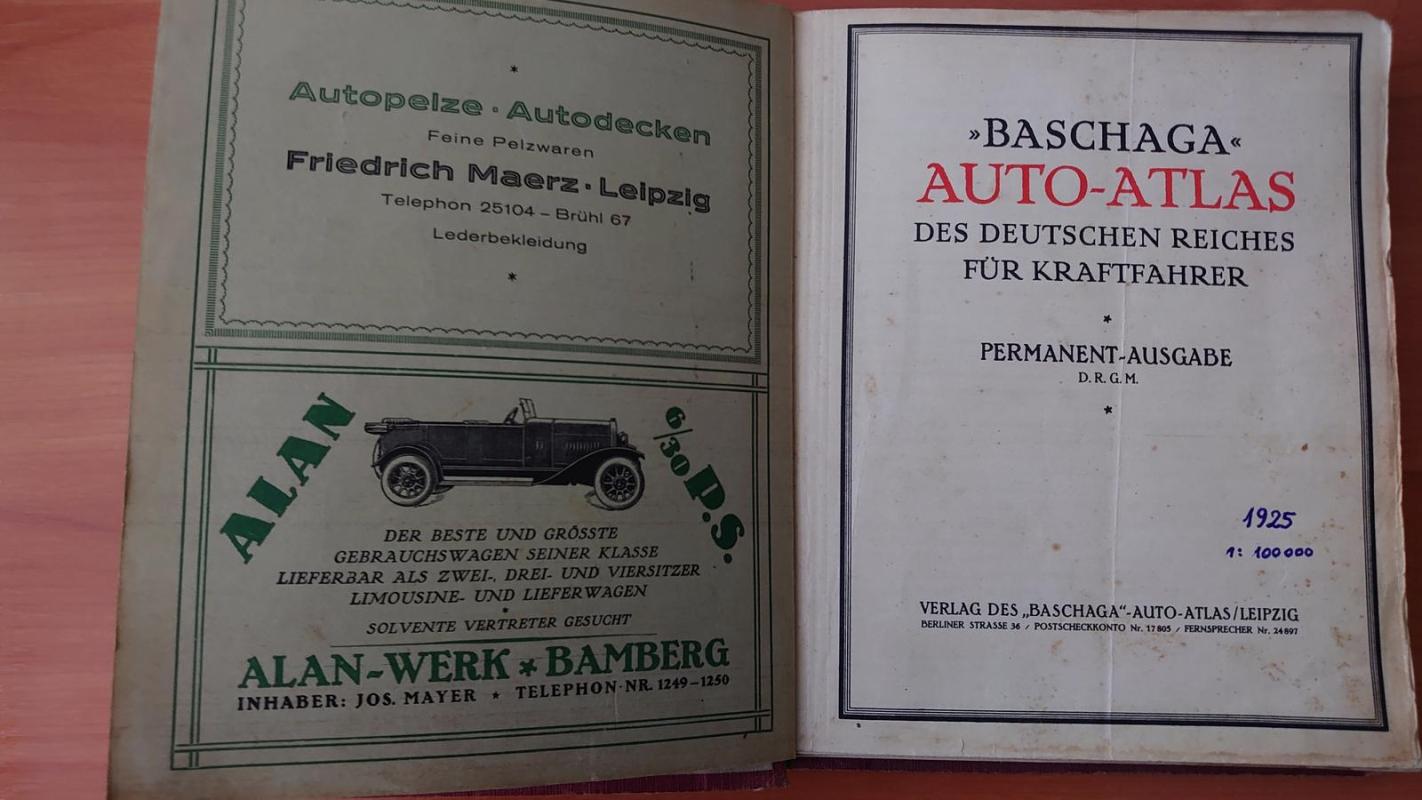 *
Autopelze · Autodecken
Feine Pelzwaren
Friedrich Maerz · Leipzig
Telephon 25104 – Brühl 67
Lederbekleidung
*
ALAN
6/30 P.S.
DER BESTE UND GRÖSSTE
GEBRAUCHSWAGEN SEINER KLASSE
LIEFERBAR ALS ZWEI-, DREI- UND VIERSITZER
LIMOUSINE- UND LIEFERWAGEN
*
SOLVENTE VERTRETER GESUCHT
ALAN-WERK * BAMBERG
INHABER: JOS. MAYER * TELEPHON-NR. 1249–1250
»BASCHAGA«
AUTO-ATLAS
DES DEUTSCHEN REICHES
FÜR KRAFTFAHRER
*
PERMANENT-AUSGABE
D. R. G. M.
*
1925
1: 100 000
VERLAG DES „BASCHAGA“-AUTO-ATLAS/LEIPZIG
BERLINER STRASSE 36 / POSTSCHECKKONTO Nr. 17805 / FERNSPRECHER Nr. 24897